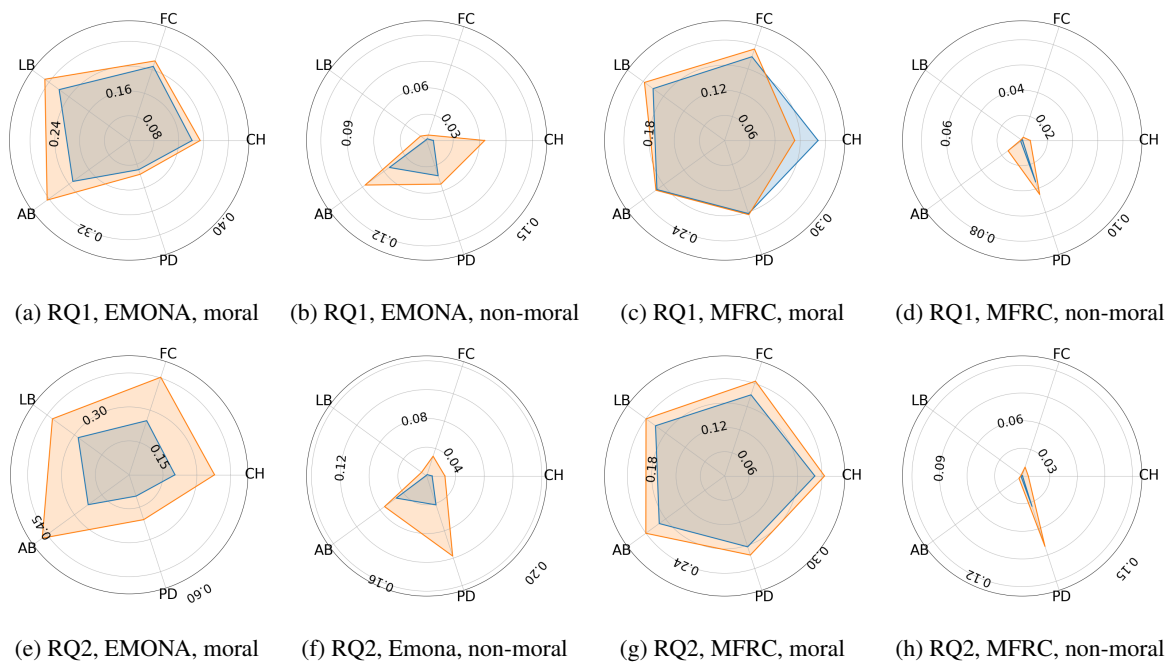 FC
LB
0.16
0.24
0.08
CH
AB
0.32
0.40
PD
(a) RQ1, EMONA, moral
FC
LB
0.06
0.09
0.03
CH
AB
0.12
0.15
PD
(b) RQ1, EMONA, non-moral
FC
LB
0.12
0.18
0.06
CH
AB
0.24
0.30
PD
(c) RQ1, MFRC, moral
FC
LB
0.04
0.06
0.02
CH
AB
0.08
0.10
PD
(d) RQ1, MFRC, non-moral
FC
LB
0.30
0.15
CH
0.45
AB
PD
0.60
(e) RQ2, EMONA, moral
FC
LB
0.08
0.12
0.04
CH
AB
0.16
0.20
PD
(f) RQ2, Emona, non-moral
FC
LB
0.12
0.18
0.06
CH
AB
0.24
0.30
PD
(g) RQ2, MFRC, moral
FC
LB
0.06
0.09
0.03
CH
AB
0.12
0.15
PD
(h) RQ2, MFRC, non-moral